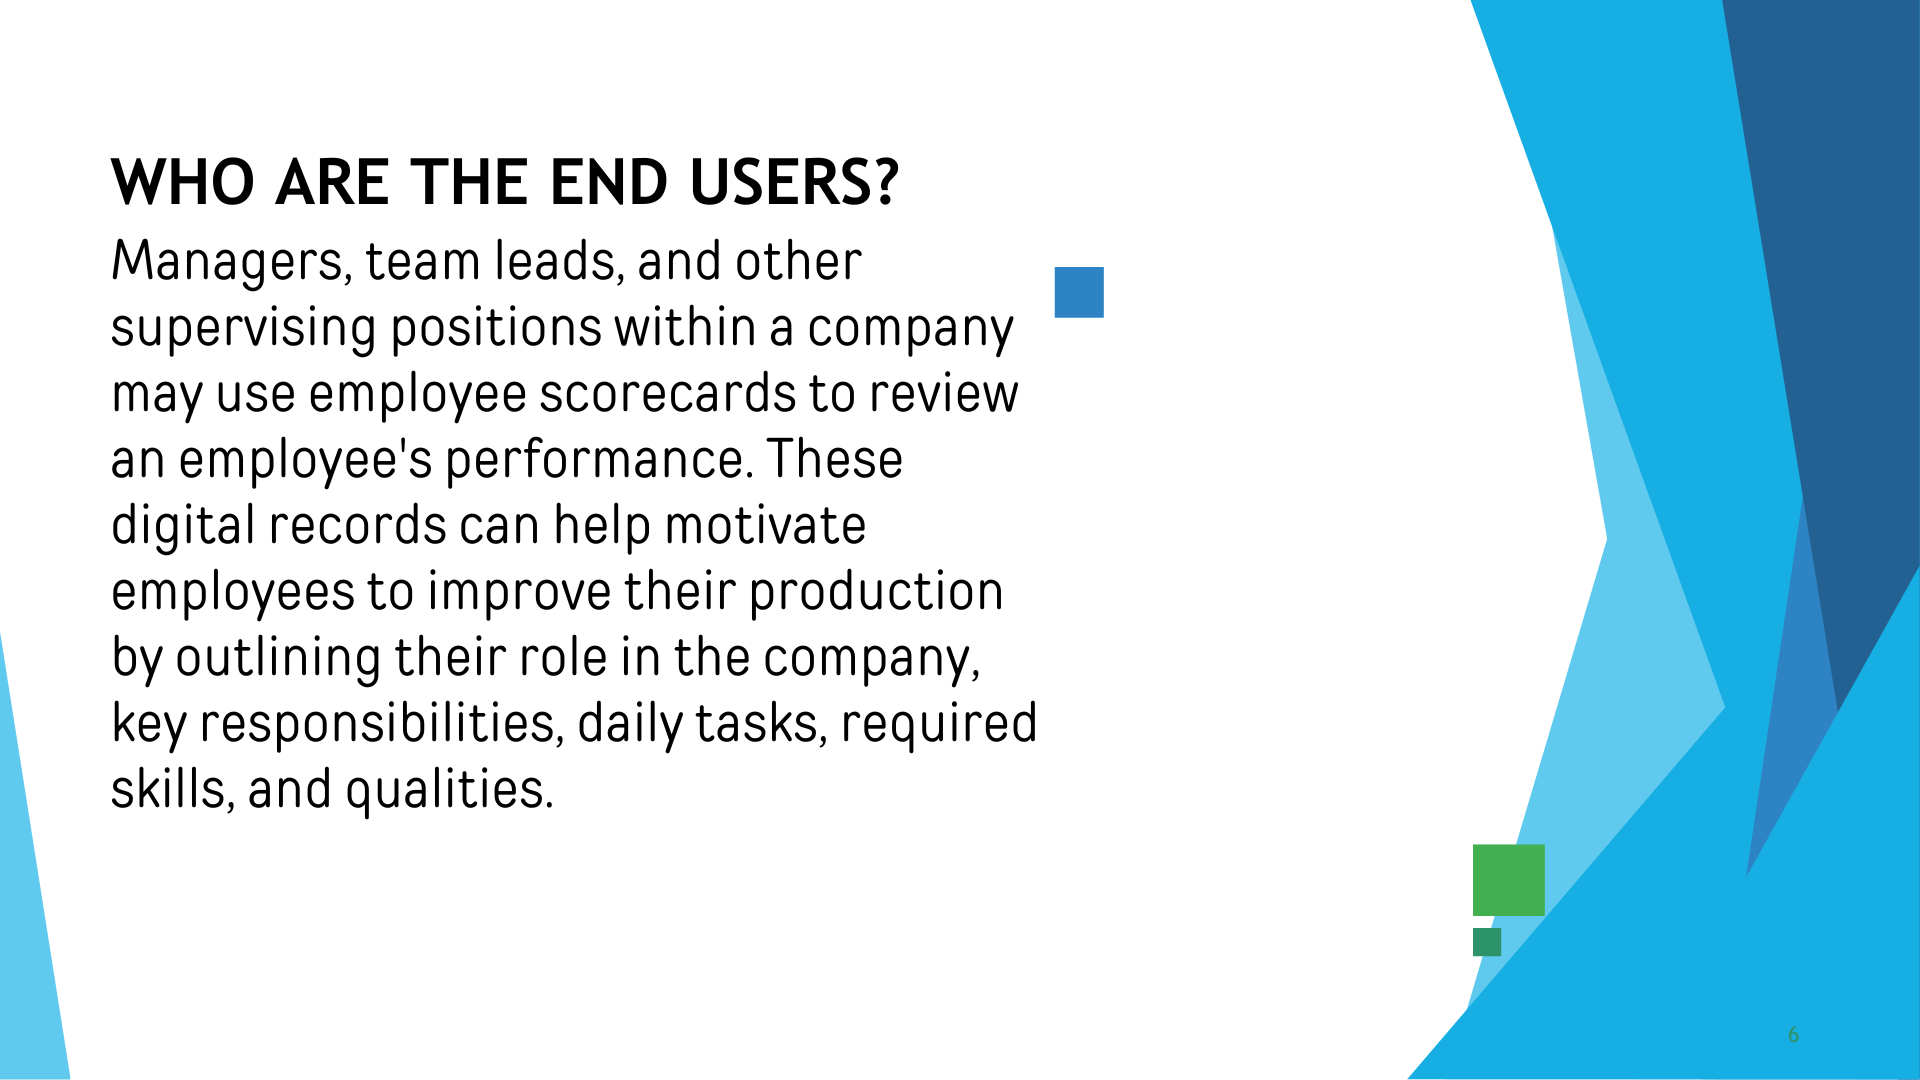 WHO ARE THE END USERS?
Managers, team leads, and other
supervising positions within a company
may use employee scorecards to review
an employee's performance. These
digital records can help motivate
employees to improve their production
by outlining their role in the company,
key responsibilities, daily tasks, required
skills, and qualities.
6